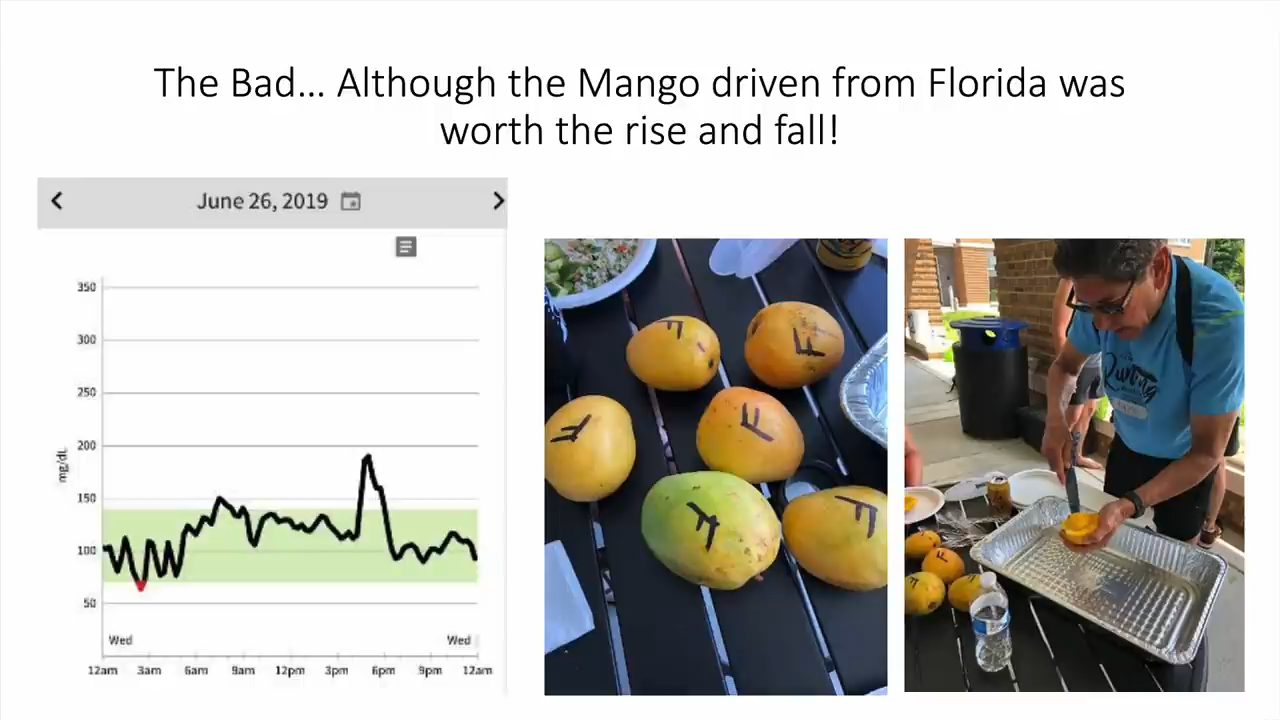 The Bad... Although the Mango driven from Florida was
worth the rise and fall!
June 26, 2019
350
300
250
200
150
100
50
mg/dL
Wed
Wed
12am 3am 6am 9am 12pm 3pm 6pm 9pm 12am
F
F
F
F
F
F
Running
F